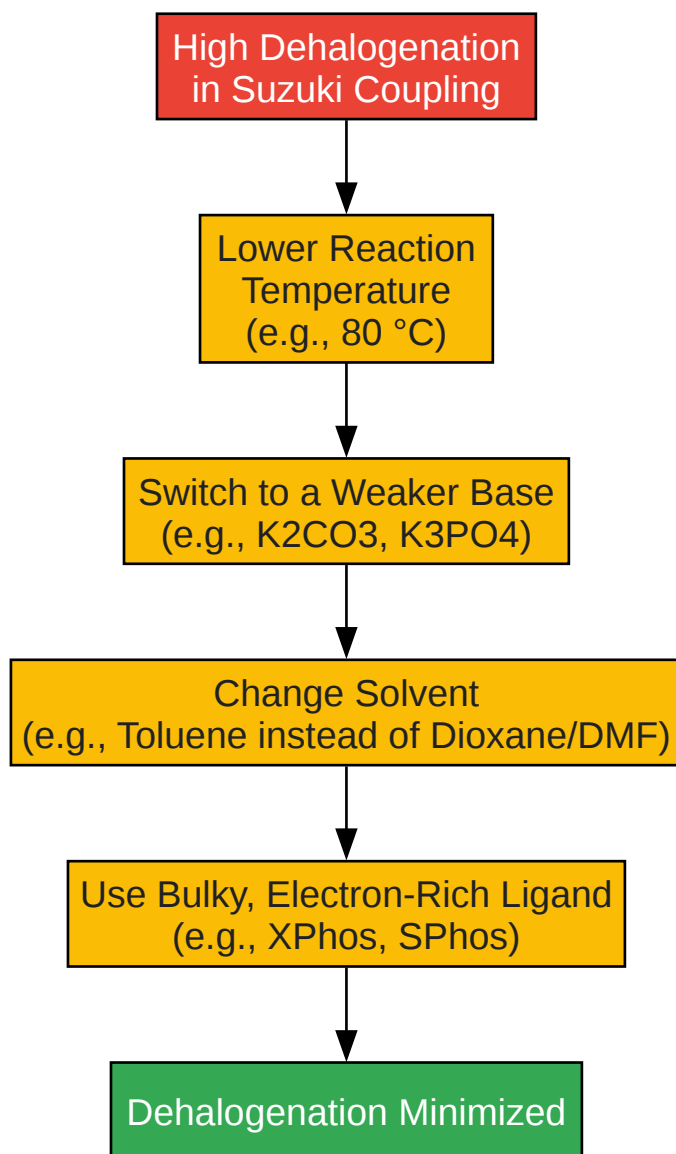 High Dehalogenation
in Suzuki Coupling
Lower Reaction
Temperature
(e.g., 80 °C)
Switch to a Weaker Base
(e.g., K2CO3, K3PO4)
Change Solvent
(e.g., Toluene instead of Dioxane/DMF)
Use Bulky, Electron-Rich Ligand
(e.g., XPhos, SPhos)
Dehalogenation Minimized